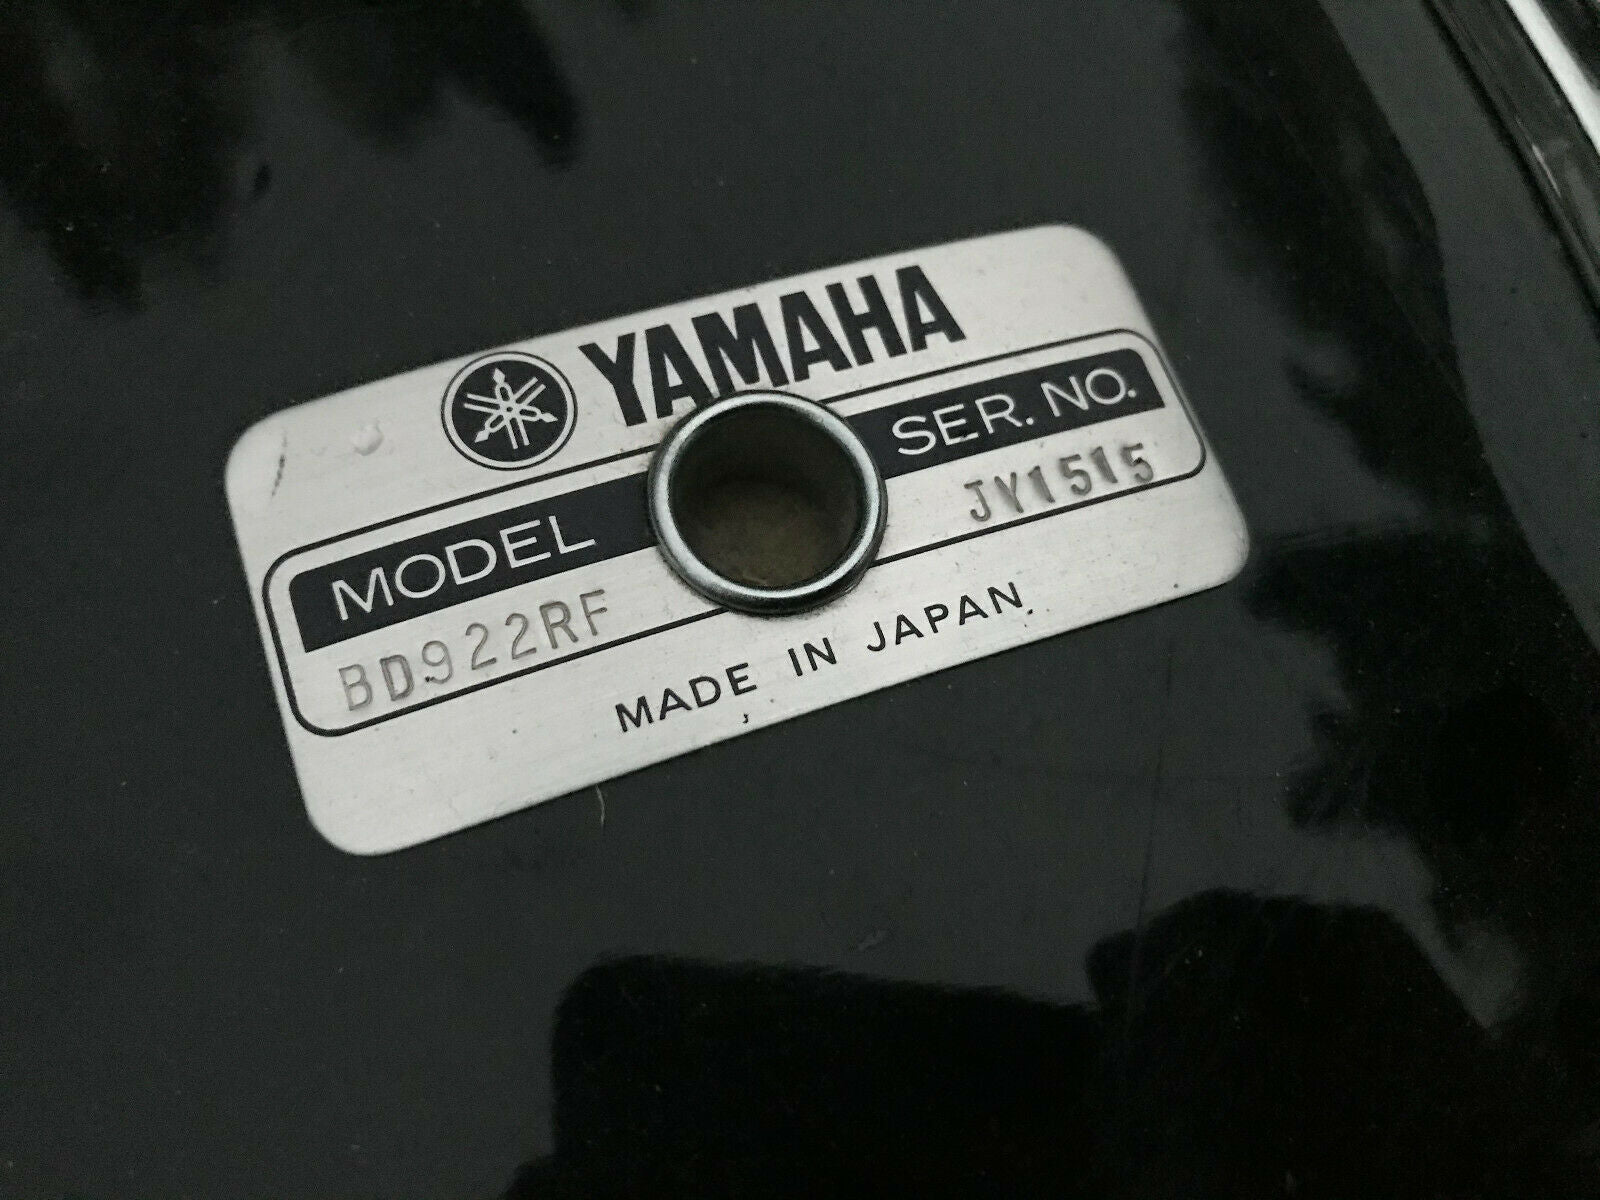 YAMAHA
MODEL SER. NO.
BD922RF JY1515
MADE IN JAPAN